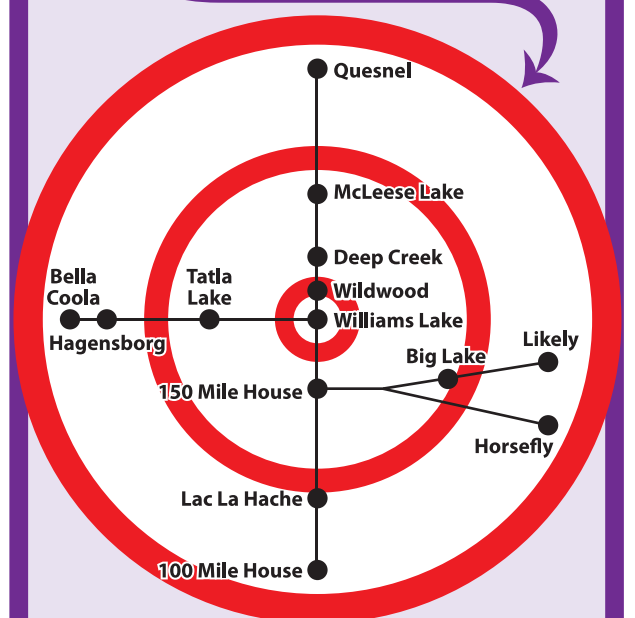 Quesnel
McLeese Lake
Deep Creek
Bella
Coola
Tatla
Lake
Wildwood
Williams Lake
Hagensborg
Likely
Big Lake
150 Mile House
Horsefly
Lac La Hache
100 Mile House